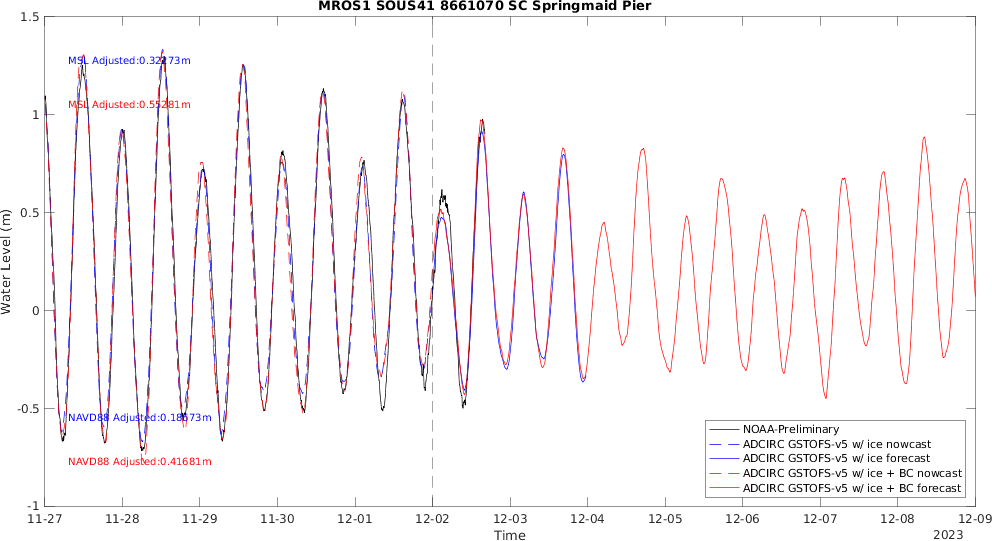 MROS1 SOUS41 8661070 SC Springmaid Pier
1.5
1
0.5
0
-0.5
-1
Water Level (m)
MSL Adjusted:0.32273m
MSL Adjusted:0.55281m
NAVD88 Adjusted:0.18673m
NAVD88 Adjusted:0.41681m
NOAA-Preliminary
ADCIRC GSTOFS-v5 w/ ice nowcast
ADCIRC GSTOFS-v5 w/ ice forecast
ADCIRC GSTOFS-v5 w/ ice + BC nowcast
ADCIRC GSTOFS-v5 w/ ice + BC forecast
11-27 11-28 11-29 11-30 12-01 12-02 12-03 12-04 12-05 12-06 12-07 12-08 12-09
Time
2023